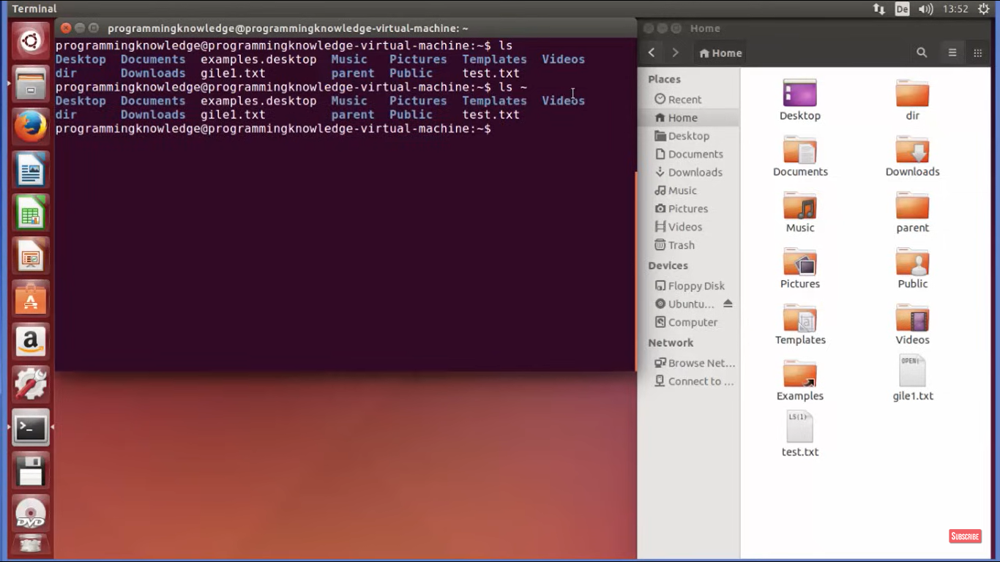 Terminal
De
13:52
programmingknowledge@programmingknowledge-virtual-machine: ~
programmingknowledge@programmingknowledge-virtual-machine:~$ ls
Desktop Documents examples.desktop Music Pictures Templates Videos
dir Downloads gile1.txt parent Public test.txt
programmingknowledge@programmingknowledge-virtual-machine:~$ ls ~
Desktop Documents examples.desktop Music Pictures Templates Videos
dir Downloads gile1.txt parent Public test.txt
programmingknowledge@programmingknowledge-virtual-machine:~$
Home
Home
Places
Recent
Home
Desktop
Documents
Downloads
Music
Pictures
Videos
Trash
Devices
Floppy Disk
Ubuntu...
Computer
Network
Browse Net...
Connect to ...
Desktop
dir
Documents
Downloads
Music
parent
Pictures
Public
Templates
Videos
OPEN(
Examples
gile1.txt
LS(1)
test.txt
a
>_
DVD
SUBSCRIBE